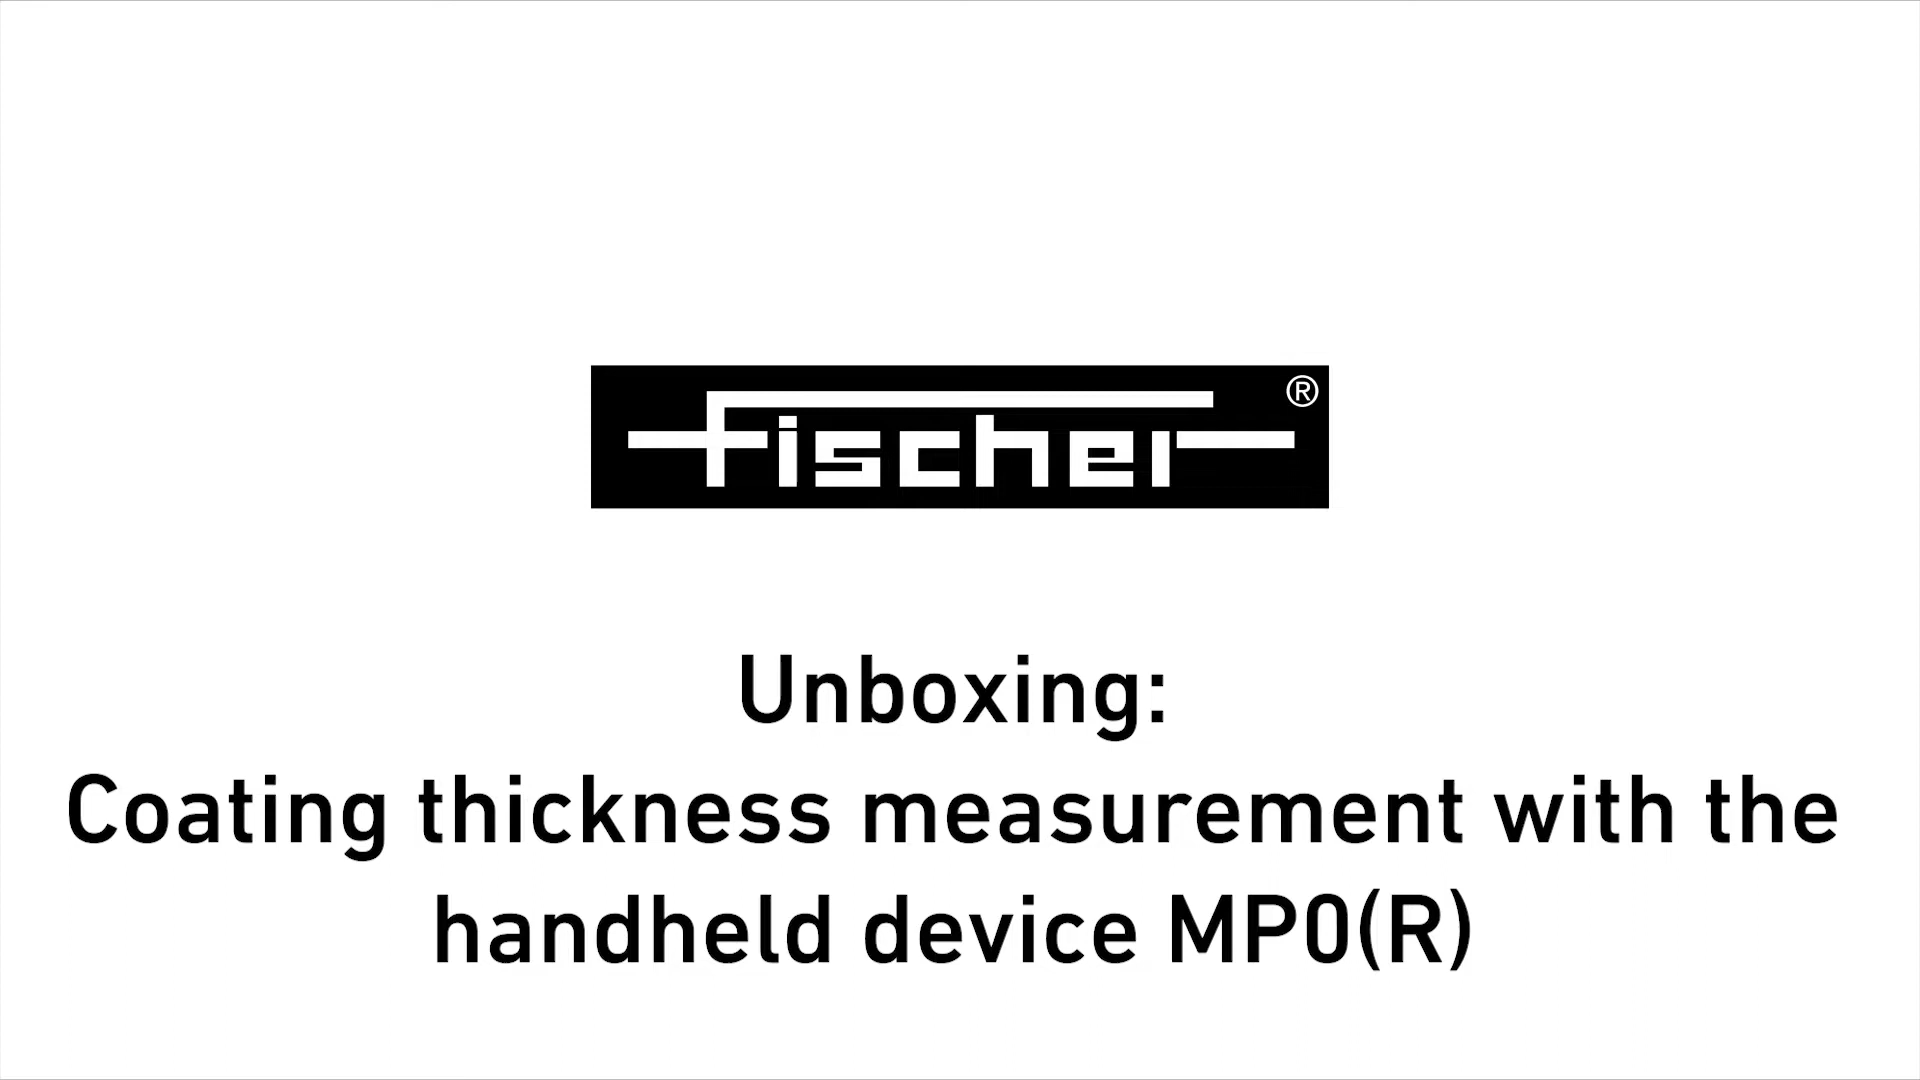 fischer®
Unboxing:
Coating thickness measurement with the
handheld device MP0(R)